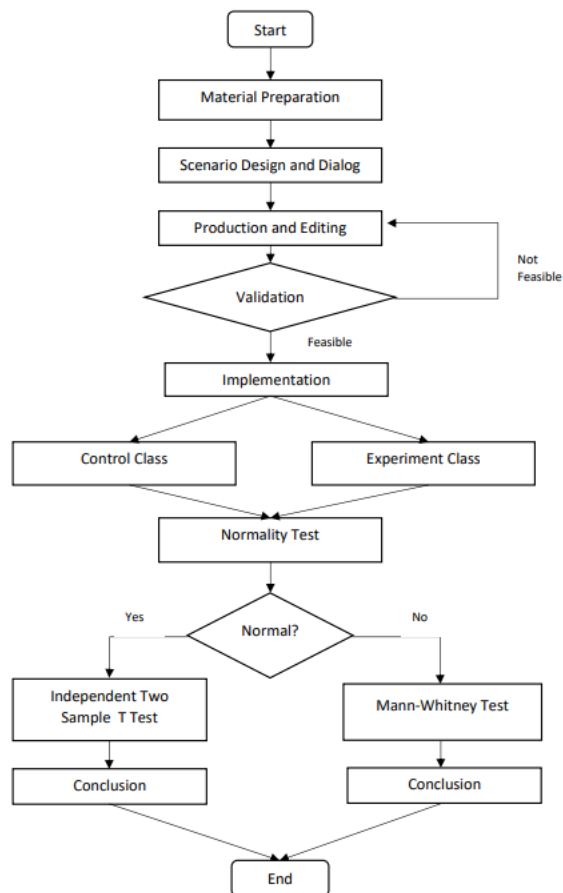 Start
Material Preparation
Scenario Design and Dialog
Production and Editing
Not
Feasible
Validation
Feasible
Implementation
Control Class
Experiment Class
Normality Test
Yes
No
Normal?
Independent Two
Sample T Test
Mann-Whitney Test
Conclusion
Conclusion
End